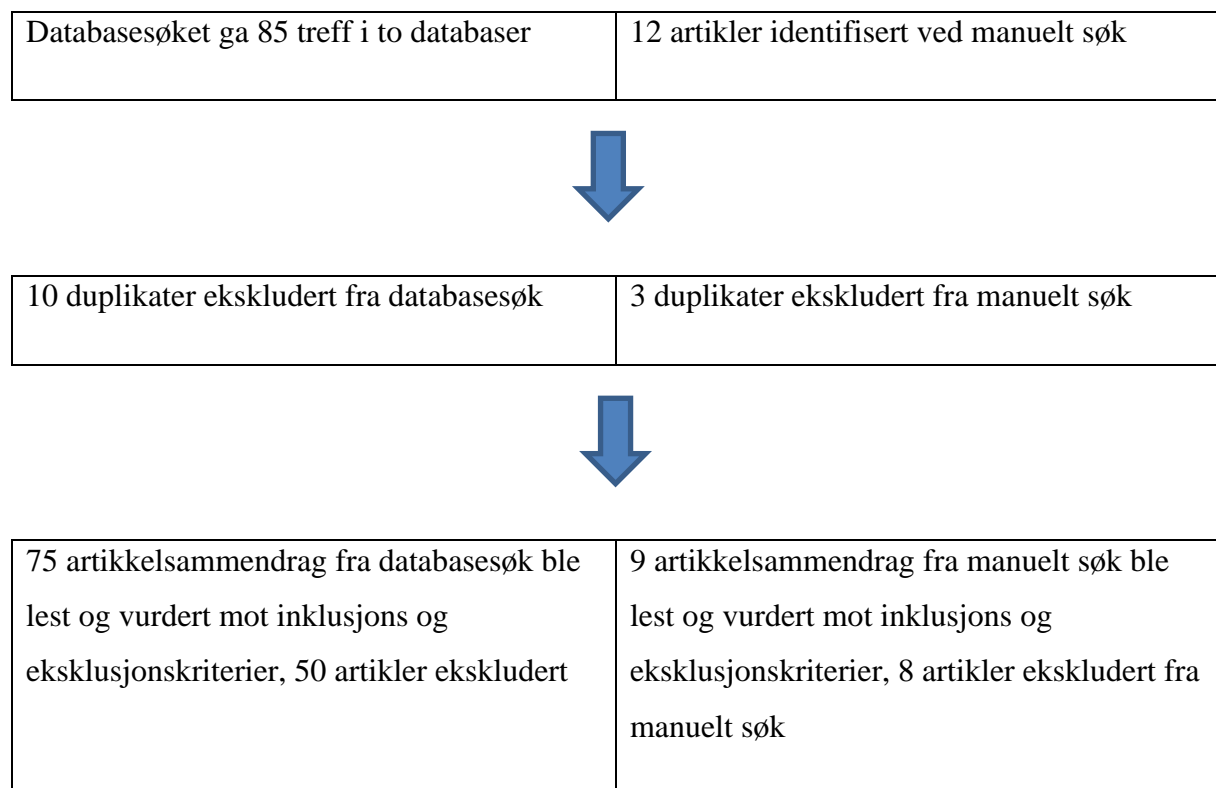 Databasesøket ga 85 treff i to databaser
12 artikler identifisert ved manuelt søk
10 duplikater ekskludert fra databasesøk
3 duplikater ekskludert fra manuelt søk
75 artikkelsammendrag fra databasesøk ble
lest og vurdert mot inklusjons og
eksklusjonskriterier, 50 artikler ekskludert
9 artikkelsammendrag fra manuelt søk ble
lest og vurdert mot inklusjons og
eksklusjonskriterier, 8 artikler ekskludert fra
manuelt søk